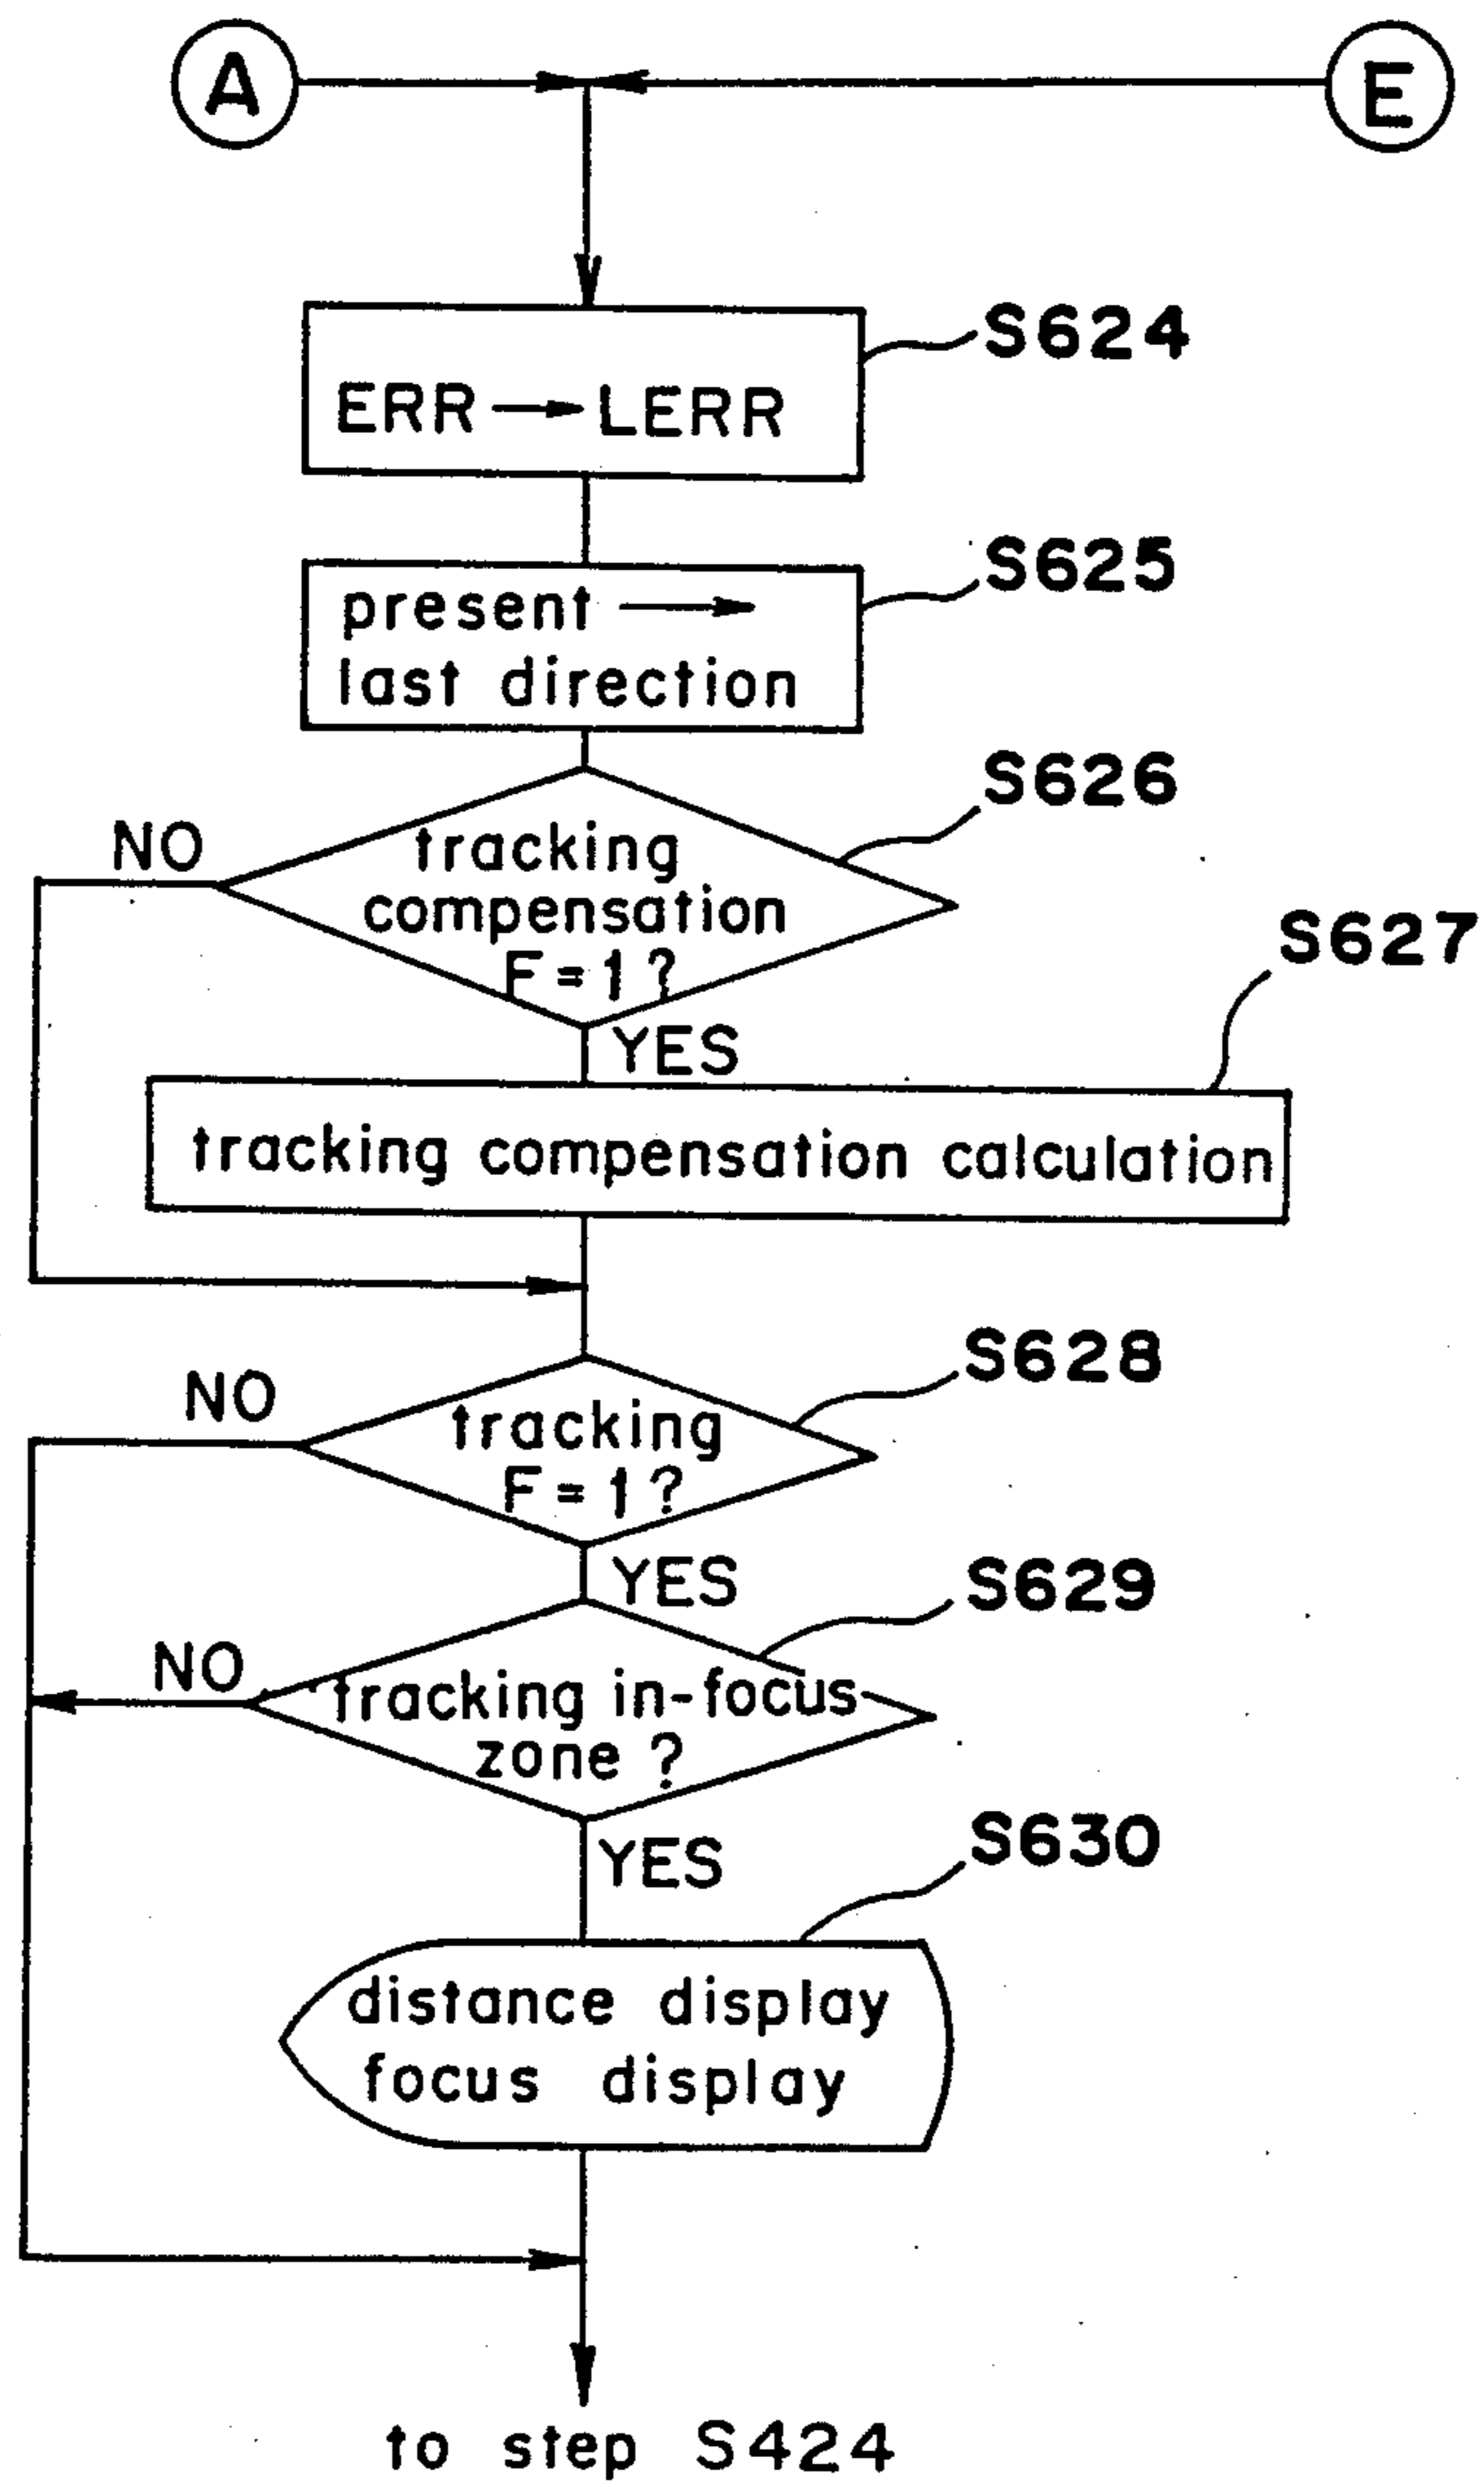 A
E
S624
ERR → LERR
S625
present →
last direction
S626
NO
tracking
compensation
F = 1 ?
YES
S627
tracking compensation calculation
S628
NO
tracking
F = 1 ?
YES
S629
NO
tracking in-focus
zone ?
YES
S630
distance display
focus display
to step S424